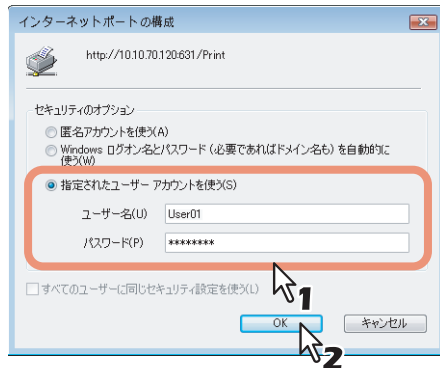 インターネットポートの構成
http://10.10.70.120:631/Print
セキュリティのオプション
匿名アカウントを使う(A)
Windows ログオン名とパスワード (必要であればドメイン名も) を自動的に
使う(W)
指定されたユーザー アカウントを使う(S)
ユーザー名(U) User01
パスワード(P) ********
1
すべてのユーザーに同じセキュリティ設定を使う(L)
OK キャンセル
2